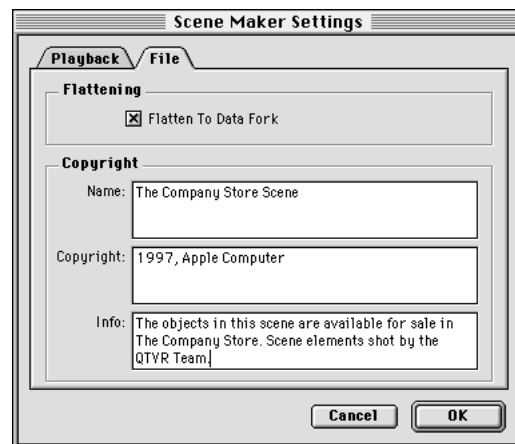 Scene Maker Settings
Playback File
Flattening
Flatten To Data Fork
Copyright
Name: The Company Store Scene
Copyright: 1997, Apple Computer
Info: The objects in this scene are available for sale in
The Company Store. Scene elements shot by the
QTVR Team.
Cancel OK